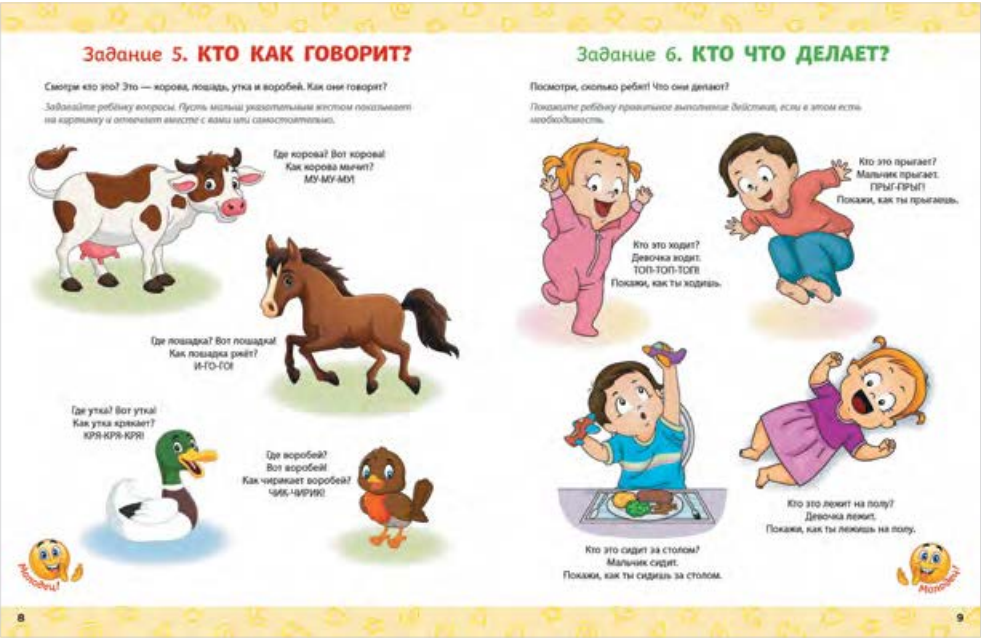 Задание 5. КТО КАК ГОВОРИТ?
Смотри кто это? Это — корова, лошадь, утка и воробей. Как они говорят?
Задавайте ребёнку вопросы. Пусть малыш указательным жестом показывает
на картинку и отвечает вместе с вами или самостоятельно.
Где корова? Вот корова!
Как корова мычит?
МУ-МУ-МУ!
Где лошадка? Вот лошадка!
Как лошадка ржёт?
И-ГО-ГО!
Где утка? Вот утка!
Как утка крякает?
КРЯ-КРЯ-КРЯ!
Где воробей?
Вот воробей!
Как чирикает воробей?
ЧИК-ЧИРИК!
Молодец!
8
Задание 6. КТО ЧТО ДЕЛАЕТ?
Посмотри, сколько ребят! Что они делают?
Покажите ребёнку правильное выполнение действия, если в этом есть
необходимость.
Кто это прыгает?
Мальчик прыгает.
ПРЫГ-ПРЫГ!
Покажи, как ты прыгаешь.
Кто это ходит?
Девочка ходит.
ТОП-ТОП-ТОП!
Покажи, как ты ходишь.
Кто это сидит за столом?
Мальчик сидит.
Покажи, как ты сидишь за столом.
Кто это лежит на полу?
Девочка лежит.
Покажи, как ты лежишь на полу.
Молодец!
9